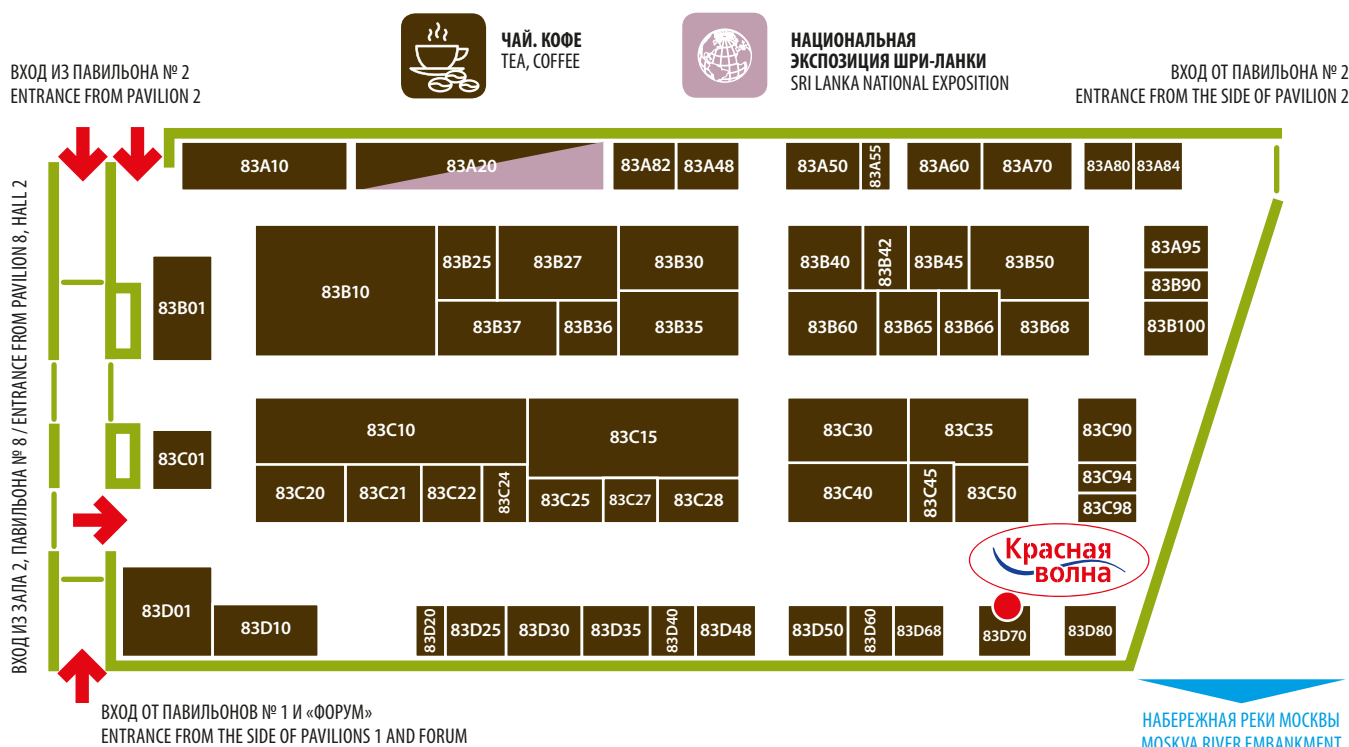 ЧАЙ. КОФЕ
TEA, COFFEE
НАЦИОНАЛЬНАЯ
ЭКСПОЗИЦИЯ ШРИ-ЛАНКИ
SRI LANKA NATIONAL EXPOSITION
ВХОД ИЗ ПАВИЛЬОНА № 2
ENTRANCE FROM PAVILION 2
ВХОД ОТ ПАВИЛЬОНА № 2
ENTRANCE FROM THE SIDE OF PAVILION 2
ВХОД ИЗ ЗАЛА 2, ПАВИЛЬОНА № 8 / ENTRANCE FROM PAVILION 8, HALL 2
83A10
83A20
83A82
83A48
83A50
83A55
83A60
83A70
83A80
83A84
83B01
83B10
83B25
83B27
83B30
83B37
83B36
83B35
83B40
83B42
83B45
83B50
83B60
83B65
83B66
83B68
83A95
83B90
83B100
83C01
83C10
83C15
83C20
83C21
83C22
83C24
83C25
83C27
83C28
83C30
83C35
83C40
83C45
83C50
83C90
83C94
83C98
Красная
волна
83D01
83D10
83D20
83D25
83D30
83D35
83D40
83D48
83D50
83D60
83D68
83D70
83D80
ВХОД ОТ ПАВИЛЬОНОВ № 1 И «ФОРУМ»
ENTRANCE FROM THE SIDE OF PAVILIONS 1 AND FORUM
НАБЕРЕЖНАЯ РЕКИ МОСКВЫ
MOSKVA RIVER EMBANKMENT